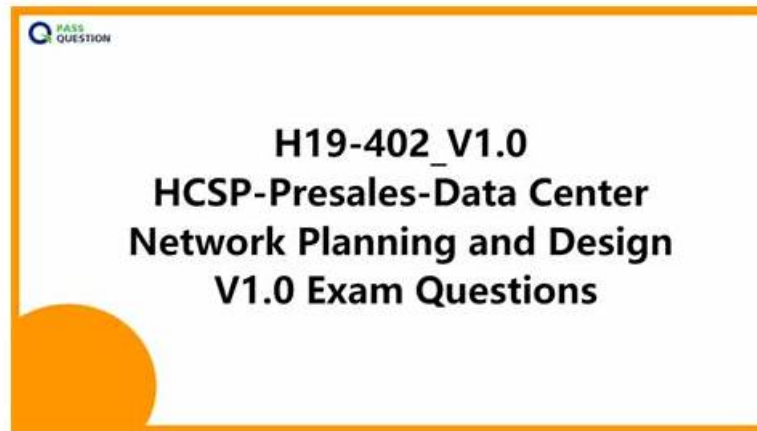 PASS
QUESTION
H19-402_V1.0
HCSP-Presales-Data Center
Network Planning and Design
V1.0 Exam Questions